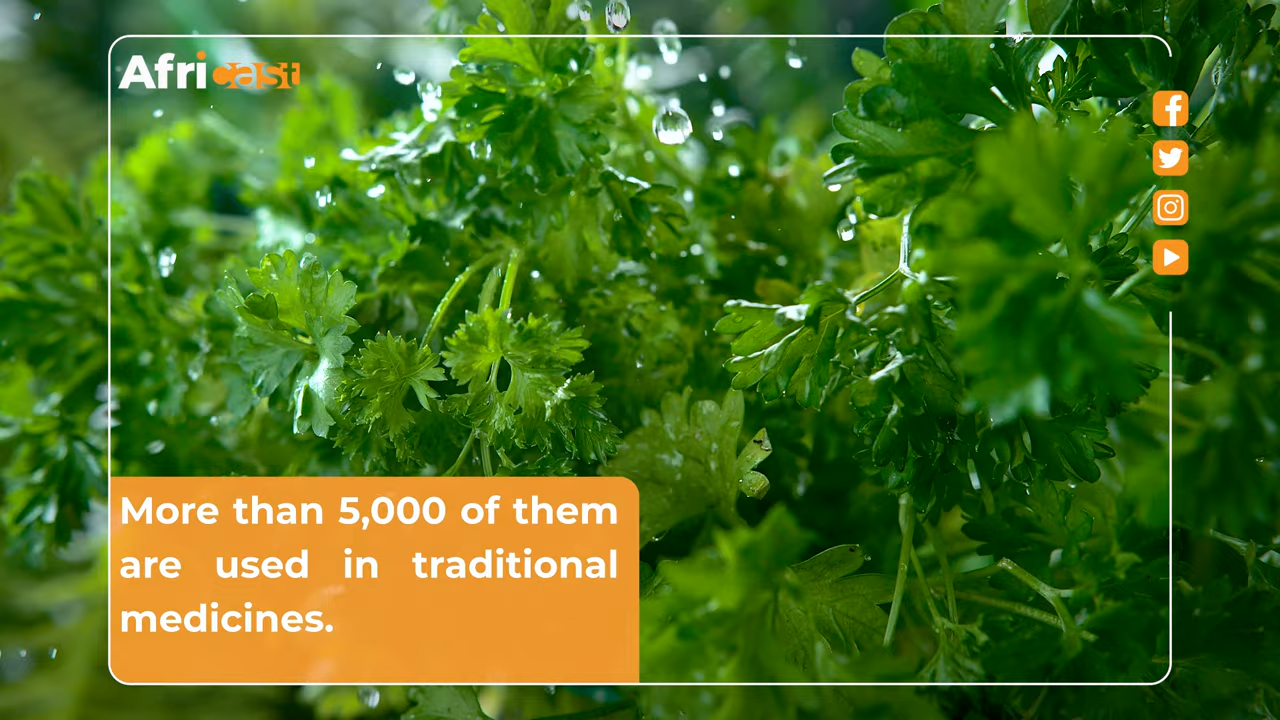 Africast
More than 5,000 of them
are used in traditional
medicines.